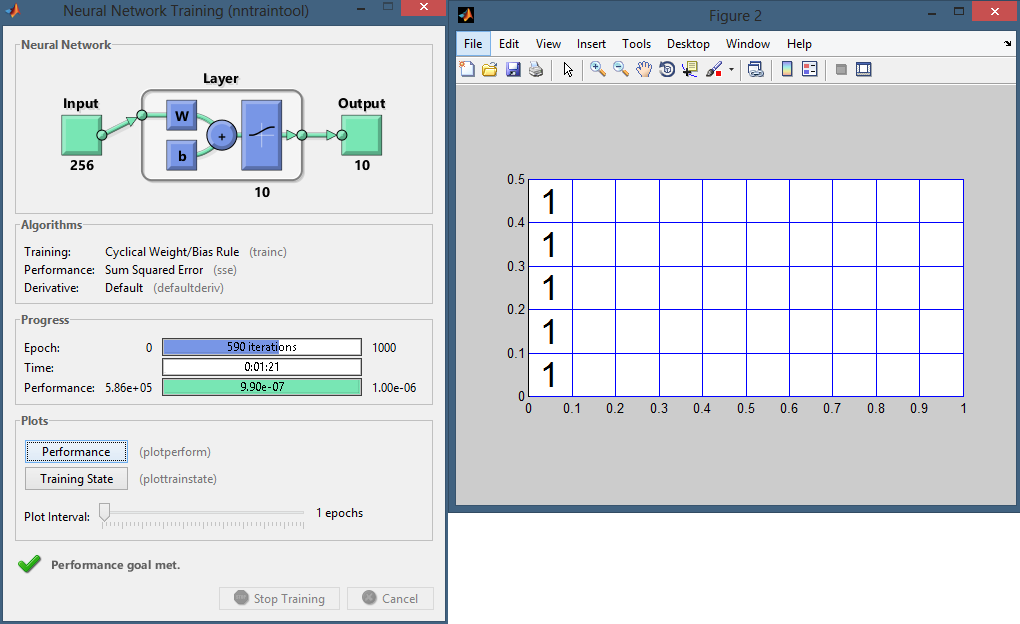 Neural Network Training (nntraintool)
Neural Network
Layer
Input
Output
W
+
b
256
10
10
Algorithms
Training: Cyclical Weight/Bias Rule (trainc)
Performance: Sum Squared Error (sse)
Derivative: Default (defaultderiv)
Progress
Epoch: 0 590 iterations 1000
Time: 0:01:21
Performance: 5.86e+05 9.90e-07 1.00e-06
Plots
Performance (plotperform)
Training State (plottrainstate)
Plot Interval: 1 epochs
Performance goal met.
Stop Training Cancel
Figure 2
File Edit View Insert Tools Desktop Window Help
0.5
1
0.4
1
0.3
1
0.2
1
0.1
1
0
0 0.1 0.2 0.3 0.4 0.5 0.6 0.7 0.8 0.9 1